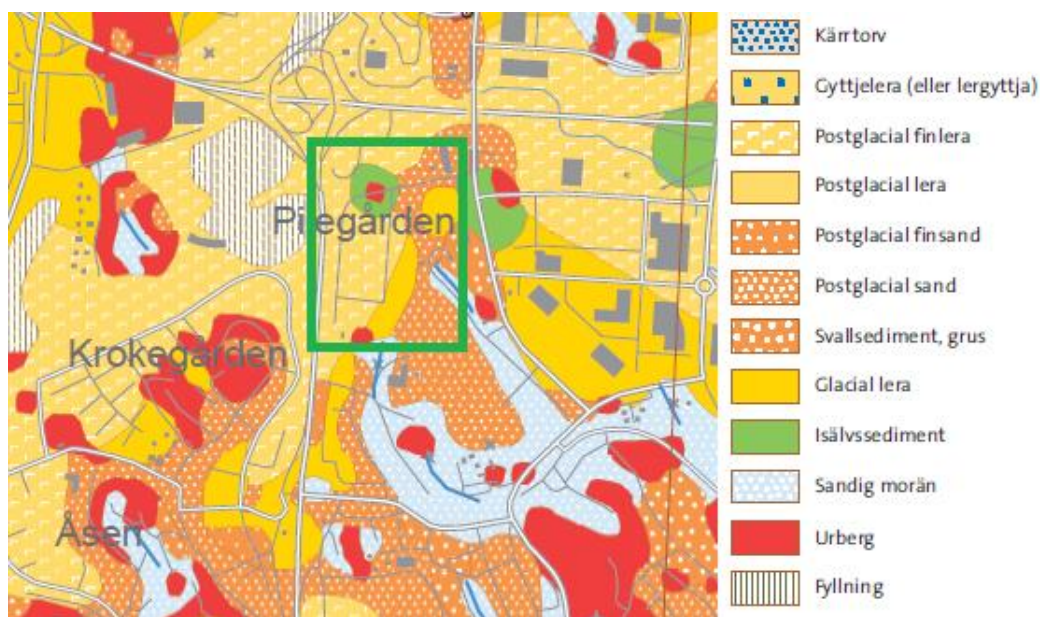 Pilegården
Krokegården
Åsen
Kärrtorv
Gyttjelera (eller lergyttja)
Postglacial finlera
Postglacial lera
Postglacial finsand
Postglacial sand
Svallsediment, grus
Glacial lera
Isälvssediment
Sandig morän
Urberg
Fyllning